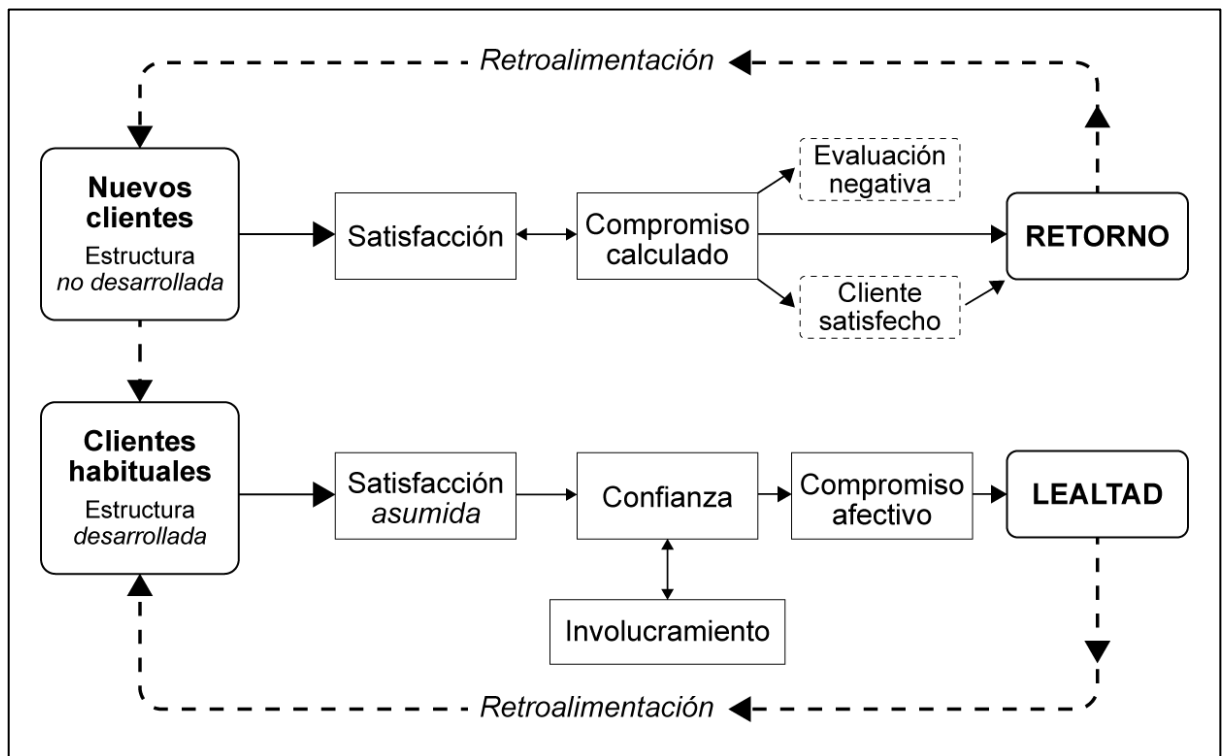 Retroalimentación
Nuevos
clientes
Estructura
no desarrollada
Satisfacción
Compromiso
calculado
Evaluación
negativa
Cliente
satisfecho
RETORNO
Clientes
habituales
Estructura
desarrollada
Satisfacción
asumida
Confianza
Compromiso
afectivo
LEALTAD
Involucramiento
Retroalimentación